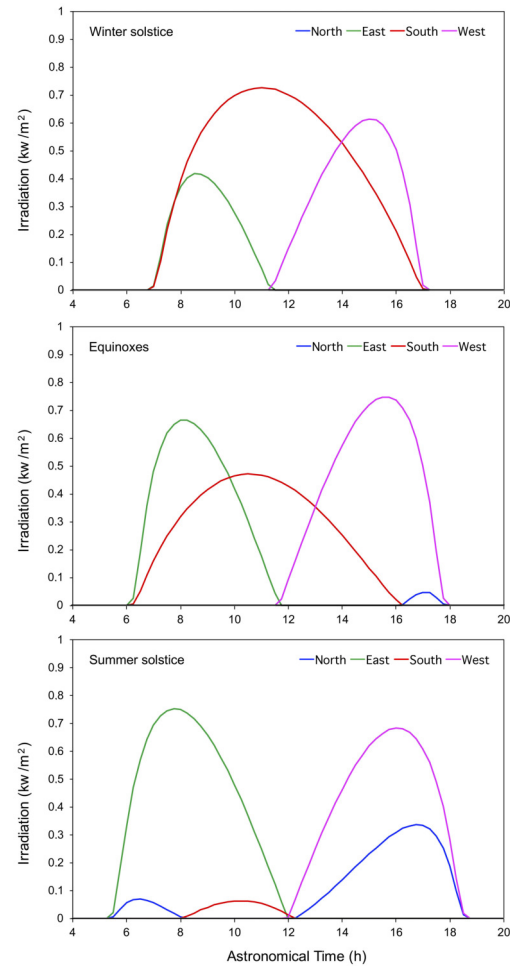 Winter solstice
North East South West
Irradiation (kw /m²)
1
0.9
0.8
0.7
0.6
0.5
0.4
0.3
0.2
0.1
0
4 6 8 10 12 14 16 18 20
Equinoxes
North East South West
Irradiation (kw /m²)
1
0.9
0.8
0.7
0.6
0.5
0.4
0.3
0.2
0.1
0
4 6 8 10 12 14 16 18 20
Summer solstice
North East South West
Irradiation (kw /m²)
1
0.9
0.8
0.7
0.6
0.5
0.4
0.3
0.2
0.1
0
4 6 8 10 12 14 16 18 20
Astronomical Time (h)